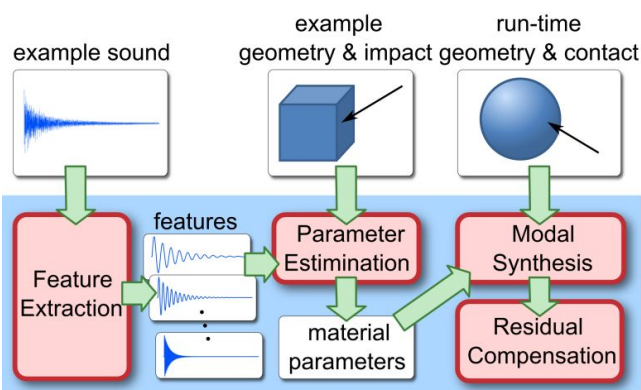 example sound
example
geometry & impact
run-time
geometry & contact
features
Feature
Extraction
Parameter
Estimination
material
parameters
Modal
Synthesis
Residual
Compensation